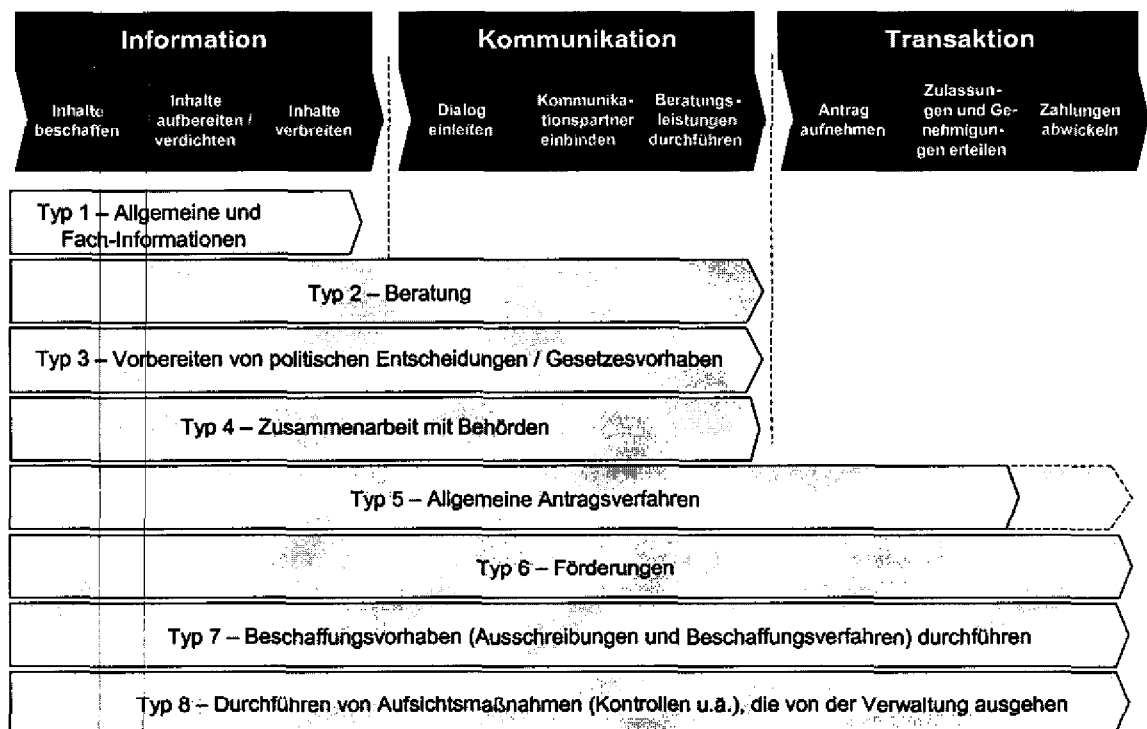 Information
Inhalte
beschaffen
Inhalte
aufbereiten /
verdichten
Inhalte
verbreiten
Kommunikation
Dialog
einleiten
Kommunika-
tionspartner
einbinden
Beratungs-
leistungen
durchführen
Transaktion
Antrag
aufnehmen
Zulassun-
gen und Ge-
nehmigun-
gen erteilen
Zahlungen
abwickeln
Typ 1 – Allgemeine und
Fach-Informationen
Typ 2 – Beratung
Typ 3 – Vorbereiten von politischen Entscheidungen / Gesetzesvorhaben
Typ 4 – Zusammenarbeit mit Behörden
Typ 5 – Allgemeine Antragsverfahren
Typ 6 – Förderungen
Typ 7 – Beschaffungsvorhaben (Ausschreibungen und Beschaffungsverfahren) durchführen
Typ 8 – Durchführen von Aufsichtsmaßnahmen (Kontrollen u.ä.), die von der Verwaltung ausgehen